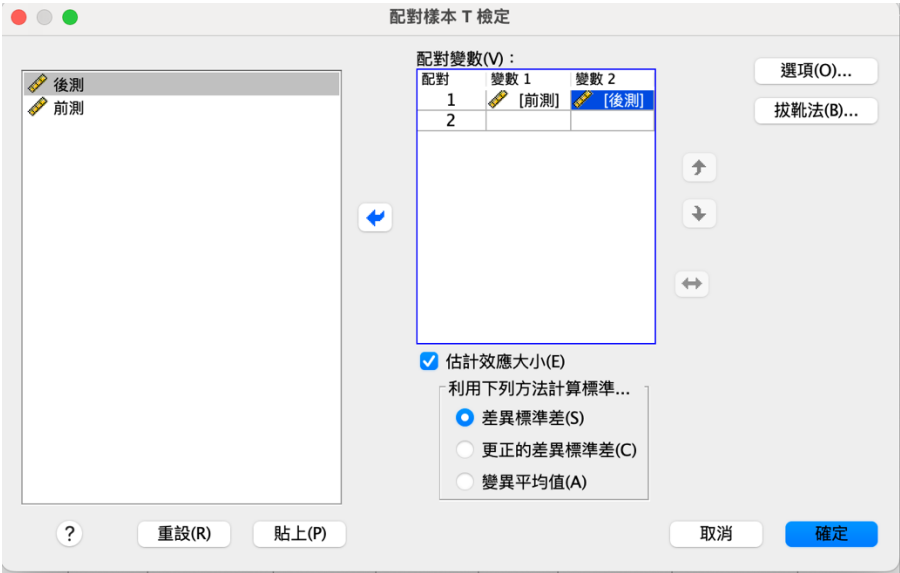 配對樣本 T 檢定
後測
前測
配對變數(V)：
配對 變數 1 變數 2
1 [前測] [後測]
2
選項(O)...
拔靴法(B)...
估計效應大小(E)
利用下列方法計算標準...
差異標準差(S)
更正的差異標準差(C)
變異平均值(A)
? 重設(R) 貼上(P) 取消 確定